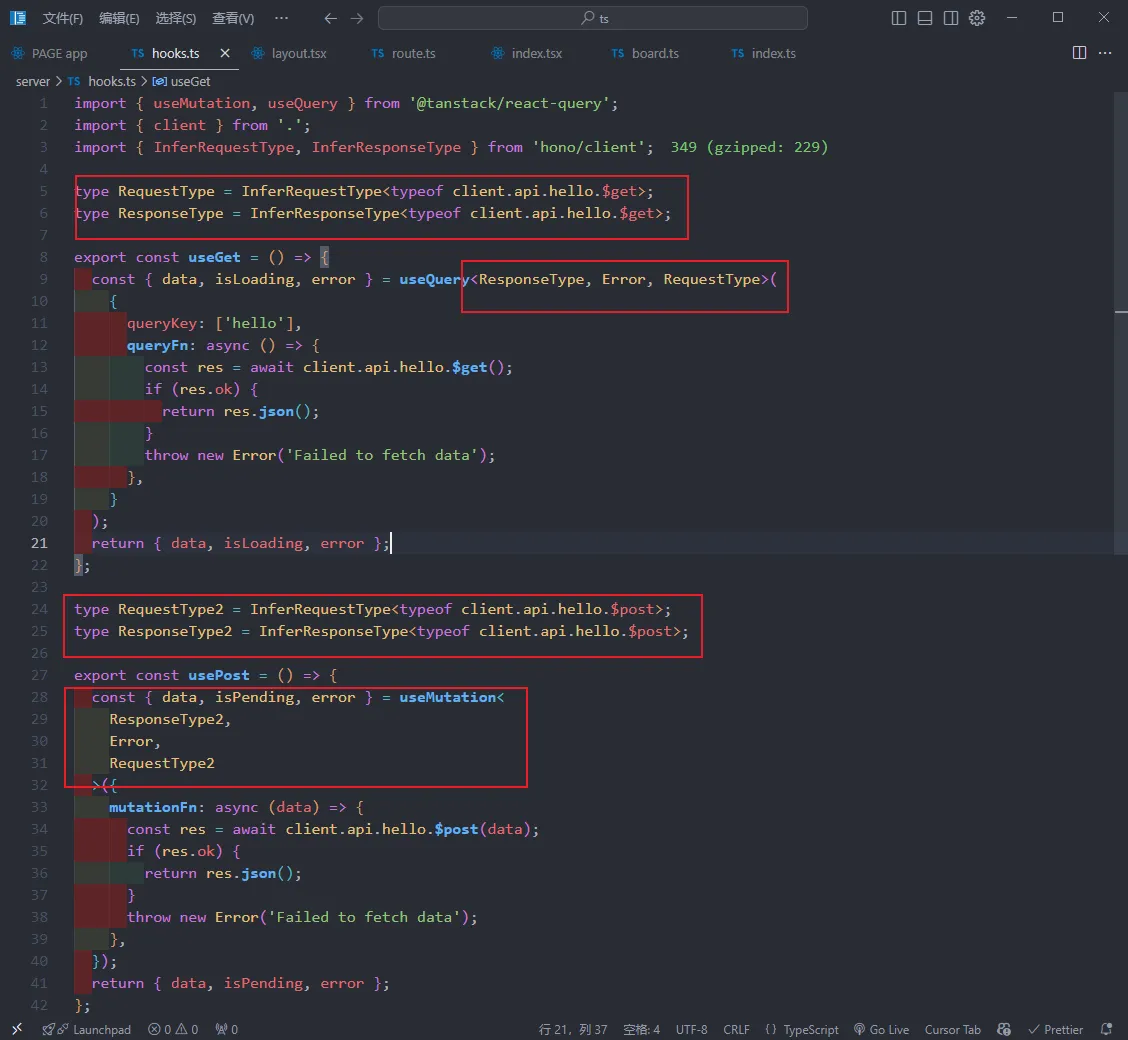 文件(F) 编辑(E) 选择(S) 查看(V) ··· ← → ts
PAGE app TS hooks.ts × layout.tsx TS route.ts index.tsx TS board.ts TS index.ts ···
server > TS hooks.ts > useGet
1 import { useMutation, useQuery } from '@tanstack/react-query';
2 import { client } from '.';
3 import { InferRequestType, InferResponseType } from 'hono/client'; 349 (gzipped: 229)
4
5 type RequestType = InferRequestType<typeof client.api.hello.$get>;
6 type ResponseType = InferResponseType<typeof client.api.hello.$get>;
7
8 export const useGet = () => {
9 const { data, isLoading, error } = useQuery<ResponseType, Error, RequestType>(
10 {
11 queryKey: ['hello'],
12 queryFn: async () => {
13 const res = await client.api.hello.$get();
14 if (res.ok) {
15 return res.json();
16 }
17 throw new Error('Failed to fetch data');
18 },
19 }
20 );
21 return { data, isLoading, error };
22 };
23
24 type RequestType2 = InferRequestType<typeof client.api.hello.$post>;
25 type ResponseType2 = InferResponseType<typeof client.api.hello.$post>;
26
27 export const usePost = () => {
28 const { data, isPending, error } = useMutation<
29 ResponseType2,
30 Error,
31 RequestType2
32 >({
33 mutationFn: async (data) => {
34 const res = await client.api.hello.$post(data);
35 if (res.ok) {
36 return res.json();
37 }
38 throw new Error('Failed to fetch data');
39 },
40 });
41 return { data, isPending, error };
42 };
Launchpad 0 0 0 行 21，列 37 空格: 4 UTF-8 CRLF {} TypeScript Go Live Cursor Tab Prettier